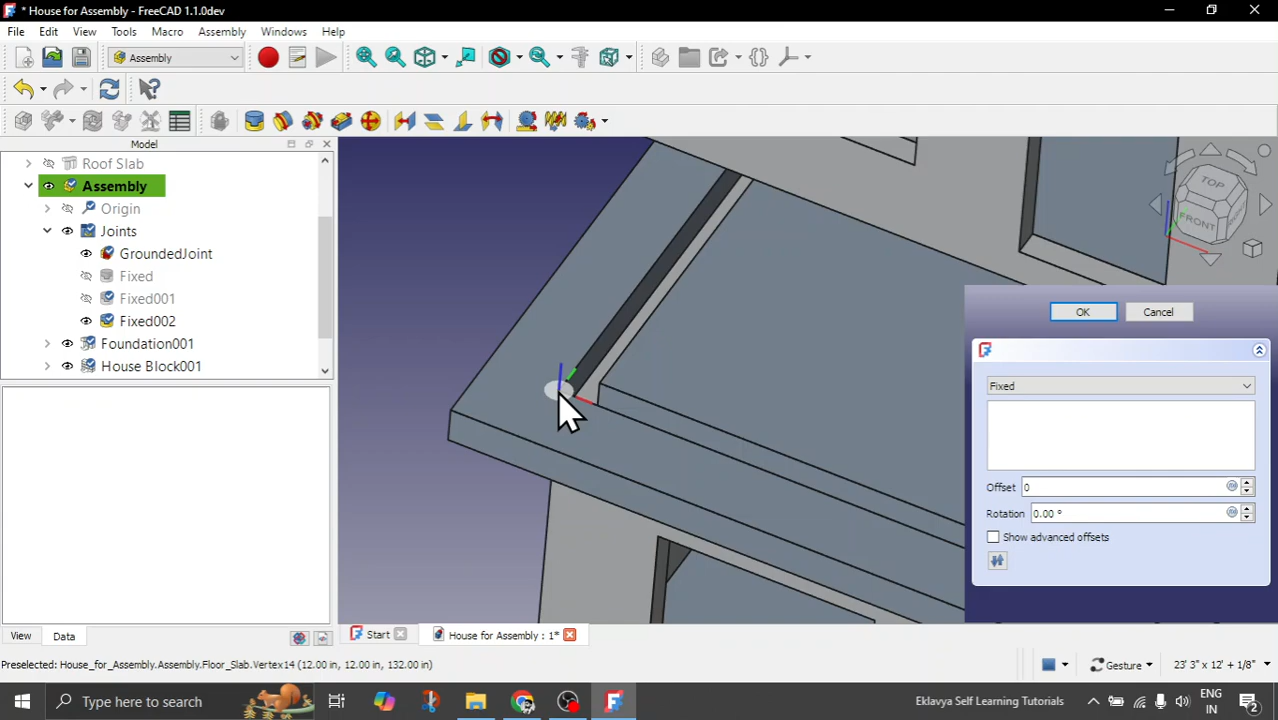 * House for Assembly - FreeCAD 1.1.0dev
File Edit View Tools Macro Assembly Windows Help
Assembly
Model
Roof Slab
Assembly
Origin
Joints
GroundedJoint
Fixed
Fixed001
Fixed002
Foundation001
House Block001
TOP
FRONT
OK Cancel
Fixed
Offset 0
Rotation 0.00 °
Show advanced offsets
View Data
Start House for Assembly : 1*
Preselected: House_for_Assembly.Assembly.Floor_Slab.Vertex14 (12.00 in, 12.00 in, 132.00 in) Gesture 23' 3" x 12' + 1/8"
Type here to search Eklavya Self Learning Tutorials ENG IN 2